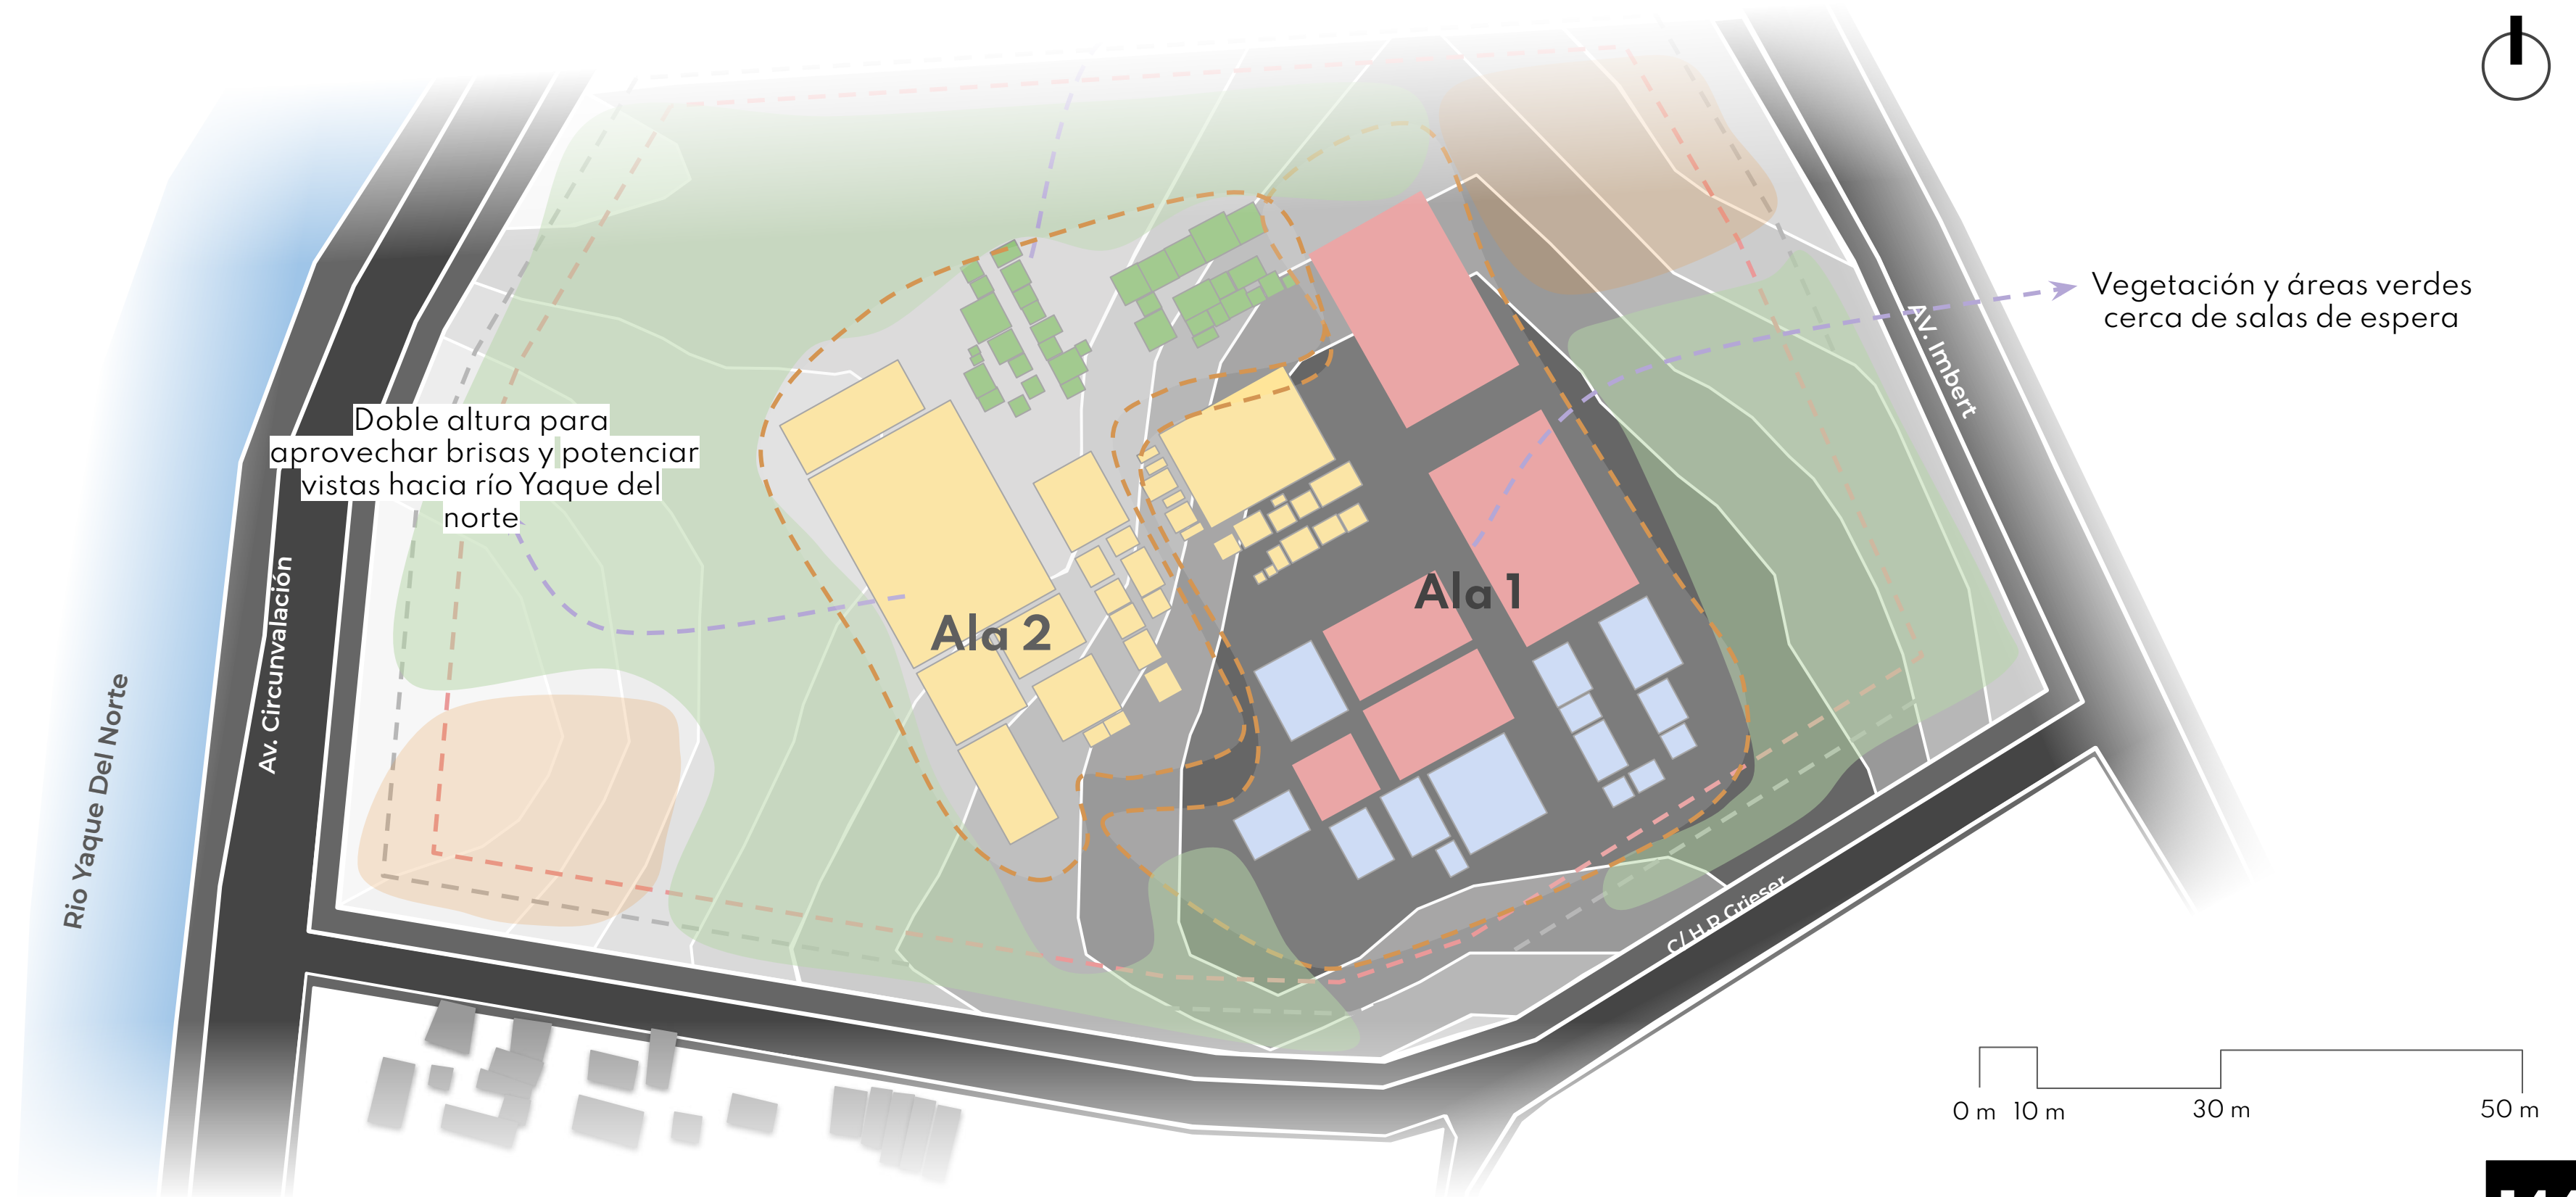 Vegetación y áreas verdes
cerca de salas de espera
AV. Imbert
Doble altura para
aprovechar brisas y potenciar
vistas hacia río Yaque del
norte
Av. Circunvalación
Rio Yaque Del Norte
Ala 2
Ala 1
C/ H.R Grieser
0 m 10 m 30 m 50 m